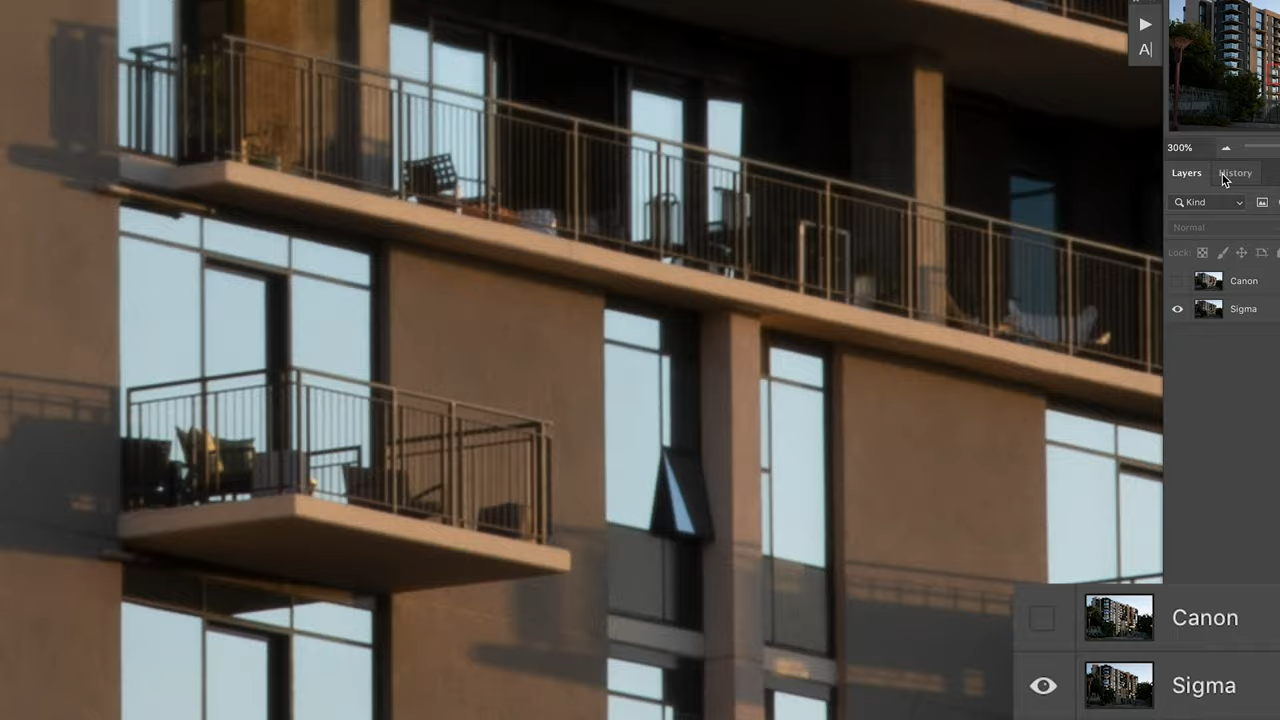 A|
300%
Layers History
Kind
Normal
Lock:
Canon
Sigma
Canon
Sigma